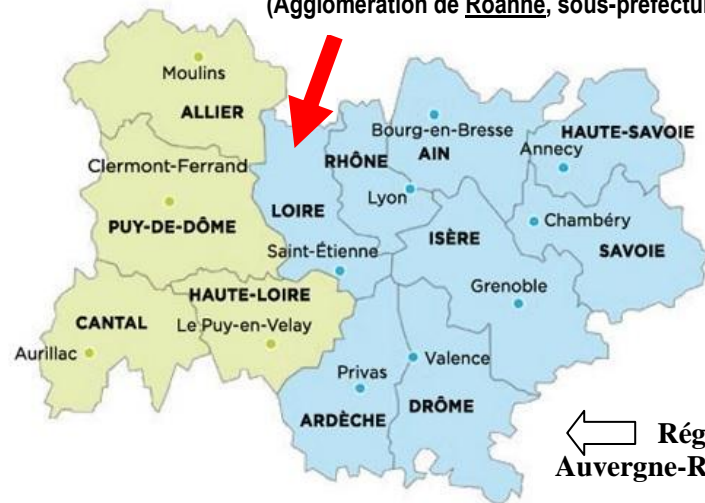 (Agglomération de Roanne, sous-préfectur
Moulins
ALLIER
Bourg-en-Bresse
HAUTE-SAVOIE
RHÔNE
AIN
Annecy
Clermont-Ferrand
Lyon
LOIRE
PUY-DE-DÔME
Chambéry
ISÈRE
SAVOIE
Saint-Étienne
Grenoble
HAUTE-LOIRE
CANTAL
Le Puy-en-Velay
Aurillac
Valence
Privas
DRÔME
ARDÈCHE
Rég
Auvergne-R